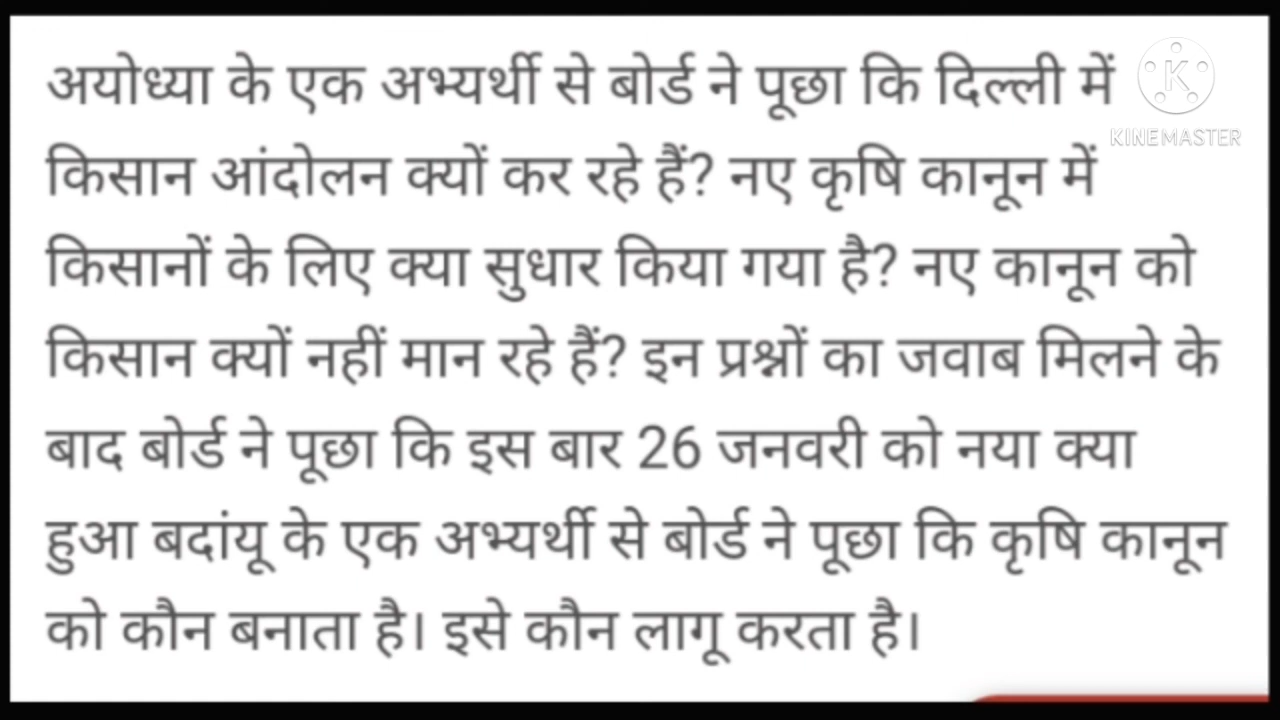 अयोध्या के एक अभ्यर्थी से बोर्ड ने पूछा कि दिल्ली में
किसान आंदोलन क्यों कर रहे हैं? नए कृषि कानून में
किसानों के लिए क्या सुधार किया गया है? नए कानून को
किसान क्यों नहीं मान रहे हैं? इन प्रश्नों का जवाब मिलने के
बाद बोर्ड ने पूछा कि इस बार 26 जनवरी को नया क्या
हुआ बदांयू के एक अभ्यर्थी से बोर्ड ने पूछा कि कृषि कानून
को कौन बनाता है। इसे कौन लागू करता है।
K
KINEMASTER